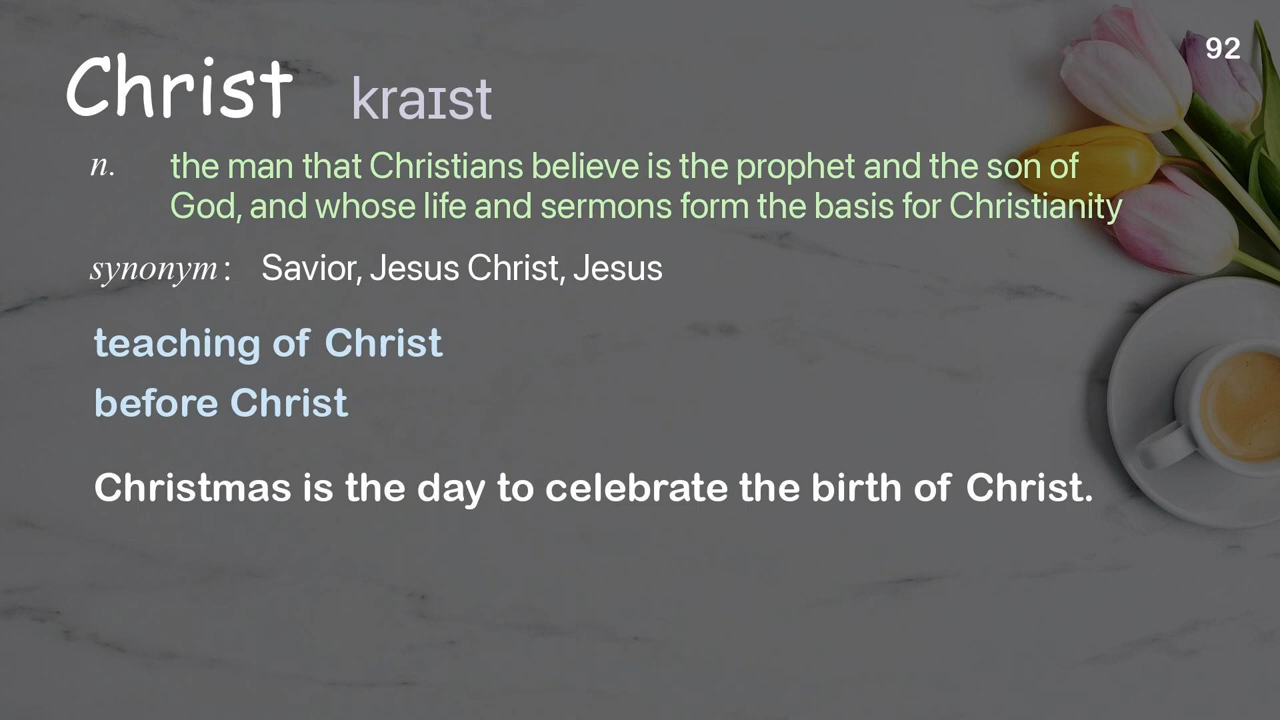 92
Christ kraɪst
n. the man that Christians believe is the prophet and the son of
God, and whose life and sermons form the basis for Christianity
synonym: Savior, Jesus Christ, Jesus
teaching of Christ
before Christ
Christmas is the day to celebrate the birth of Christ.